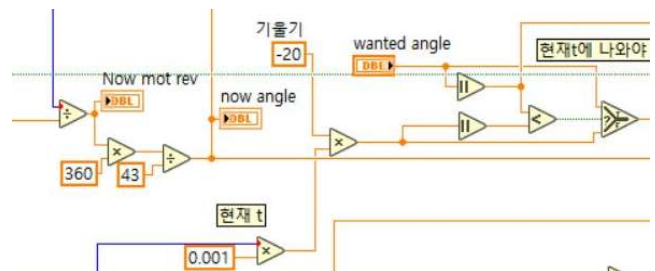 기울기
-20
wanted angle
DBL
현재t에 나와야
Now mot rev
DBL
now angle
DBL
360
43
현재 t
0.001